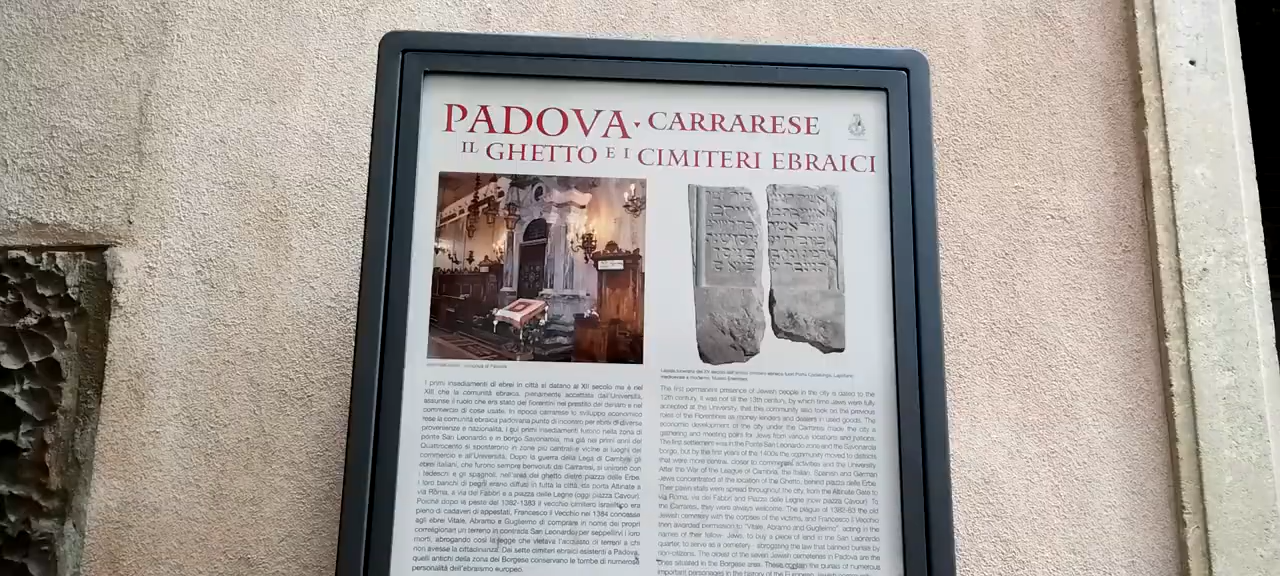 PADOVA CARRARESE
IL GHETTO E I CIMITERI EBRAICI
I primi insediamenti di ebrei in città si datano al XII secolo ma è nel
XIII che la comunità ebraica, pienamente accettata dall'Università,
assunse il ruolo che era stato dei fiorentini nel prestito del denaro e nel
commercio di cose usate. In epoca carrarese lo sviluppo economico
rese la comunità ebraica padovana punto di incontro per ebrei di diverse
provenienze e nazionalità, i cui primi insediamenti furono nella zona di
ponte San Leonardo e in borgo Savonarola, ma già nei primi anni del
Quattrocento si spostarono in zone più centrali e vicine ai luoghi del
commercio e all'Università. Dopo la guerra della Lega di Cambrai gli
ebrei italiani, che furono sempre benvoluti dai Carraresi, si unirono con
i tedeschi e gli spagnoli, nell'area del ghetto dietro piazza delle Erbe.
I loro banchi di pegni erano diffusi in tutta la città, da porta Altinate a
via Roma, a via dei Fabbri e a piazza delle Legne (oggi piazza Cavour).
Poiché dopo la peste del 1382-1383 il vecchio cimitero israelitico era
pieno di cadaveri di appestati, Francesco il Vecchio nel 1384 concesse
agli ebrei Vitale, Abramo e Guglielmo di comprare in nome dei propri
correligionari un terreno in contrada San Leonardo per seppellirvi i loro
morti, abrogando così la legge che vietava l'acquisto di terreni a chi
non avesse la cittadinanza. Dei sette cimiteri ebraici esistenti a Padova,
quelli antichi della zona del Borgese conservano le tombe di numerose
personalità dell'ebraismo europeo.
The first permanent presence of Jewish people in the city is dated to the
12th century, it was not til the 13th century, by which time Jews were fully
accepted at the University, that this community also took on the previous
roles of the Florentines as money lenders and dealers in used goods. The
economic development of the city under the Carraresi made the city a
gathering and meeting point for Jews from various locations and nations.
The first settlement was in the Ponte San Leonardo zone and the Savonarola
borgo, but by the first years of the 1400s the community moved to districts
that were more central, closer to commercial activities and the University.
After the War of the League of Cambrai, the Italian, Spanish and German
Jews concentrated at the location of the Ghetto, behind piazza delle Erbe.
Their pawn stalls were spread throughout the city, from the Altinate Gate to
via Roma, via dei Fabbri and Piazza delle Legne (now piazza Cavour). To
the Carraresi, they were always welcome. The plague of 1382-83 the old
Jewish cemetery with the corpses of the victims, and Francesco il Vecchio
then awarded permission to "Vitale, Abramo and Guglielmo", acting in the
names of their fellow Jews, to buy a piece of land in the San Leonardo
quarter, to serve as a cemetery - abrogating the law that banned burials by
non-citizens. The oldest of the seven Jewish cemeteries in Padova are the
ones situated in the Borgese area. These contain the burials of numerous
important personages in the history of the European Jewish